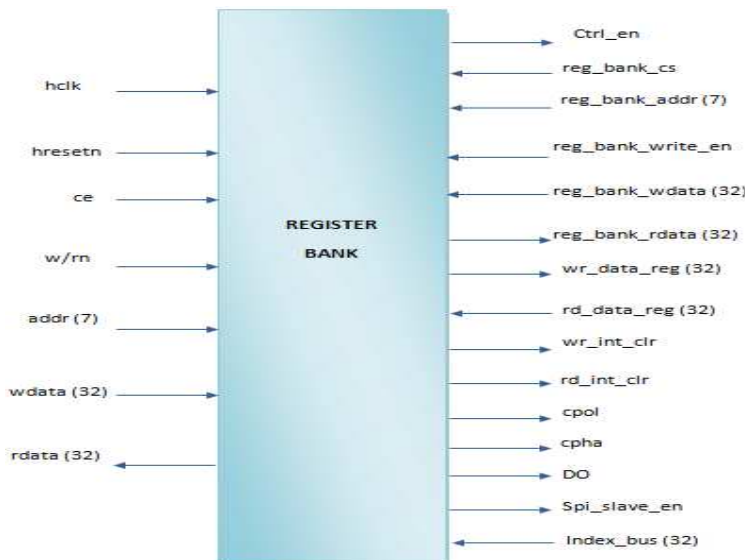 hclk
hresetn
ce
w/rn
addr (7)
wdata (32)
rdata (32)
REGISTER
BANK
Ctrl_en
reg_bank_cs
reg_bank_addr (7)
reg_bank_write_en
reg_bank_wdata (32)
reg_bank_rdata (32)
wr_data_reg (32)
rd_data_reg (32)
wr_int_clr
rd_int_clr
cpol
cpha
DO
Spi_slave_en
Index_bus (32)